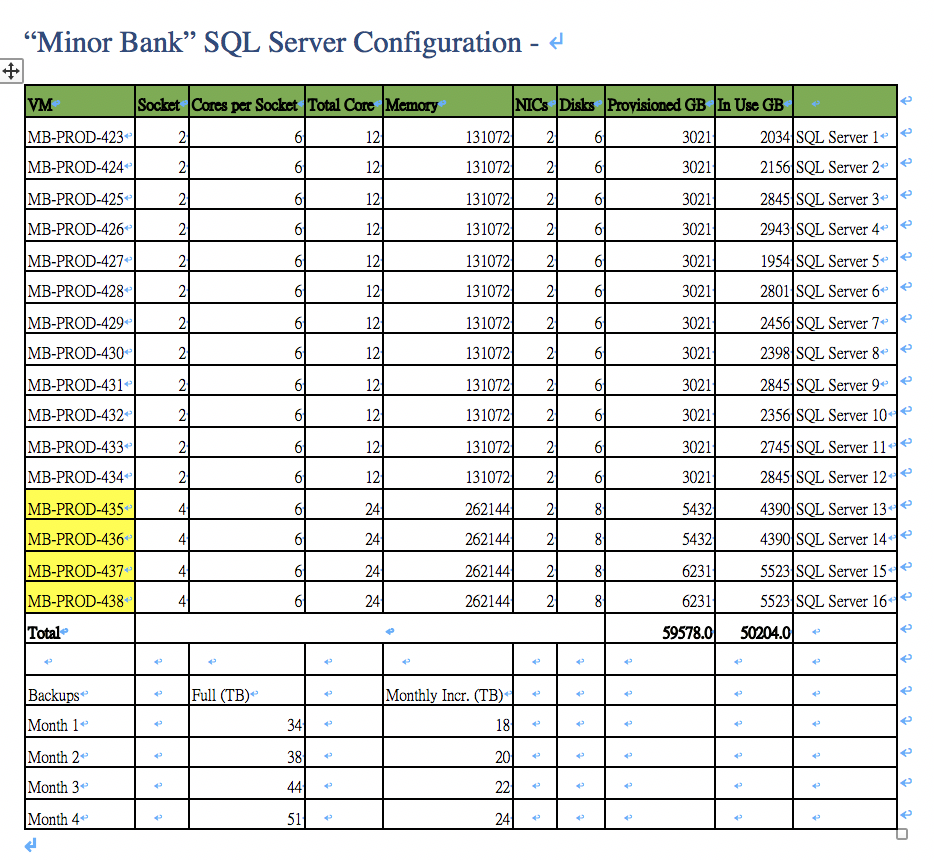 “Minor Bank” SQL Server Configuration -
VM Socket Cores per Socket Total Core Memory NICs Disks Provisioned GB In Use GB
MB-PROD-423 2 6 12 131072 2 6 3021 2034 SQL Server 1
MB-PROD-424 2 6 12 131072 2 6 3021 2156 SQL Server 2
MB-PROD-425 2 6 12 131072 2 6 3021 2845 SQL Server 3
MB-PROD-426 2 6 12 131072 2 6 3021 2943 SQL Server 4
MB-PROD-427 2 6 12 131072 2 6 3021 1954 SQL Server 5
MB-PROD-428 2 6 12 131072 2 6 3021 2801 SQL Server 6
MB-PROD-429 2 6 12 131072 2 6 3021 2456 SQL Server 7
MB-PROD-430 2 6 12 131072 2 6 3021 2398 SQL Server 8
MB-PROD-431 2 6 12 131072 2 6 3021 2845 SQL Server 9
MB-PROD-432 2 6 12 131072 2 6 3021 2356 SQL Server 10
MB-PROD-433 2 6 12 131072 2 6 3021 2745 SQL Server 11
MB-PROD-434 2 6 12 131072 2 6 3021 2845 SQL Server 12
MB-PROD-435 4 6 24 262144 2 8 5432 4390 SQL Server 13
MB-PROD-436 4 6 24 262144 2 8 5432 4390 SQL Server 14
MB-PROD-437 4 6 24 262144 2 8 6231 5523 SQL Server 15
MB-PROD-438 4 6 24 262144 2 8 6231 5523 SQL Server 16
Total 59578.0 50204.0
Backups Full (TB) Monthly Incr. (TB)
Month 1 34 18
Month 2 38 20
Month 3 44 22
Month 4 51 24